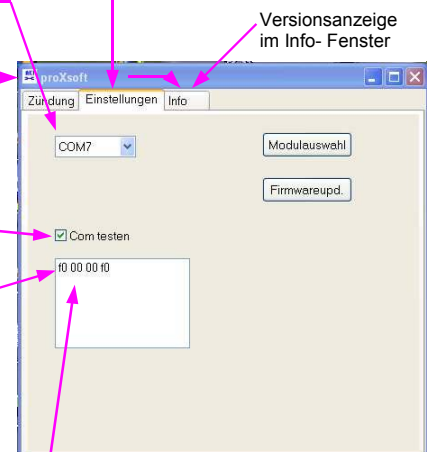 Versionsanzeige
im Info- Fenster
proXsoft
Zündung Einstellungen Info
COM7 Modulauswahl
Firmwareupd.
Com testen
f0 00 00 f0